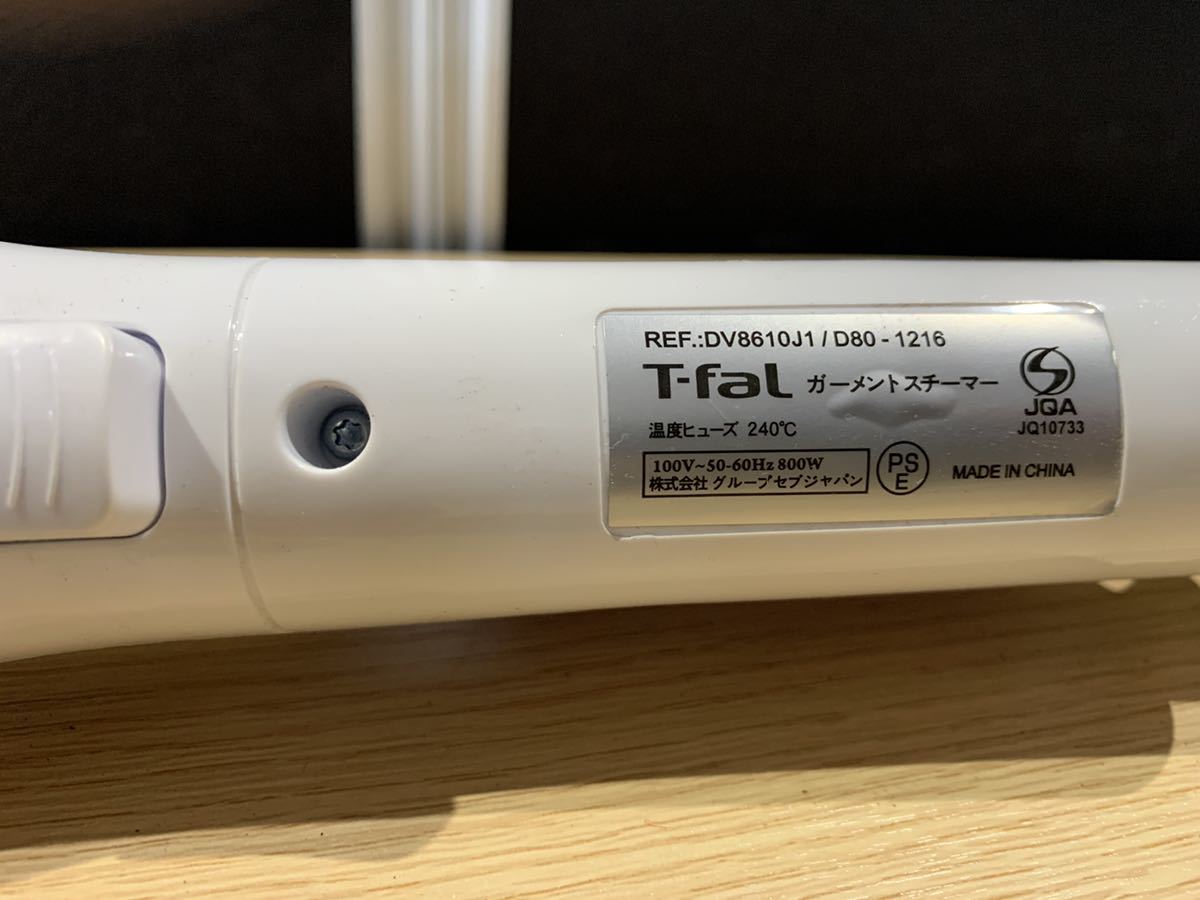 REF.:DV8610J1 / D80 - 1216
T-faL ガーメントスチーマー
JQA
JQ10733
温度ヒューズ 240℃
100V~50-60Hz 800W
株式会社 グループセブジャパン
PS
E
MADE IN CHINA